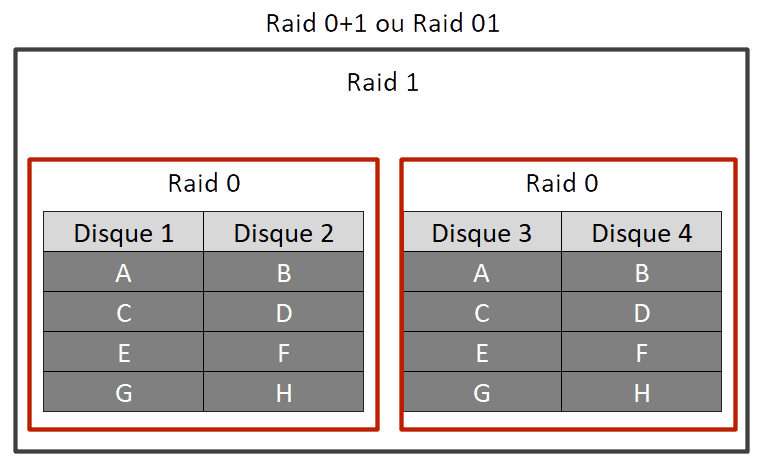 Raid 0+1 ou Raid 01
Raid 1
Raid 0
Disque 1 Disque 2
A B
C D
E F
G H
Raid 0
Disque 3 Disque 4
A B
C D
E F
G H